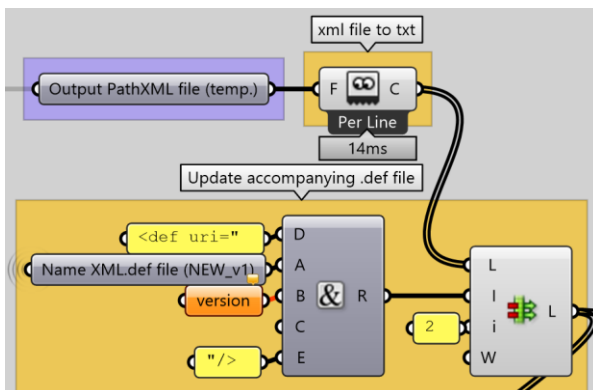 xml file to txt
Output PathXML file (temp.)
F C
Per Line
14ms
Update accompanying .def file
<def uri="
D
Name XML.def file (NEW_v1)
A
version
B & R
C
"/>
E
L
I
2
i
L
W